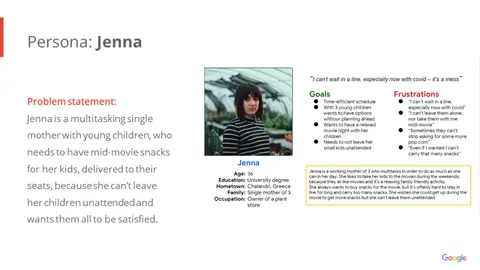 Persona: Jenna
Problem statement:
Jenna is a multitasking single
mother with young children, who
needs to have mid-movie snacks
for her kids, delivered to their
seats, because she can't leave
her children unattended and
wants them all to be satisfied.
Jenna
Age: 36
Education: University degree
Hometown: Chalandri, Greece
Family: Single mother of 3
Occupation: Owner of a plant
store
"I can't wait in a line, especially now with covid – it's a mess"
Goals
● Time-efficient schedule
● With 3 young children
wants to have options
without planning ahead
● Wants to have a relaxed
movie night with her
children
● Needs to not leave her
small kids unattended
Frustrations
● "I can't wait in a line,
especially now with covid"
● "I can't leave them alone,
nor take them with me
mid-movie"
● "Sometimes they can't
stop asking for some more
pop corn"
● "Even if I wanted I can't
carry that many snacks"
Jenna is a working mother of 3 who multitasks in order to do as much as she
can in her day. She likes to take her kids to the movies during the weekends,
because they all like movies and it's a relaxing family-friendly activity.
She always wants to buy snacks for the movie, but it's offenly hard to stay in
line for long and carry too many snacks. She wishes she could get up during the
movie to get more snacks but she can't leave them unattended.
Google